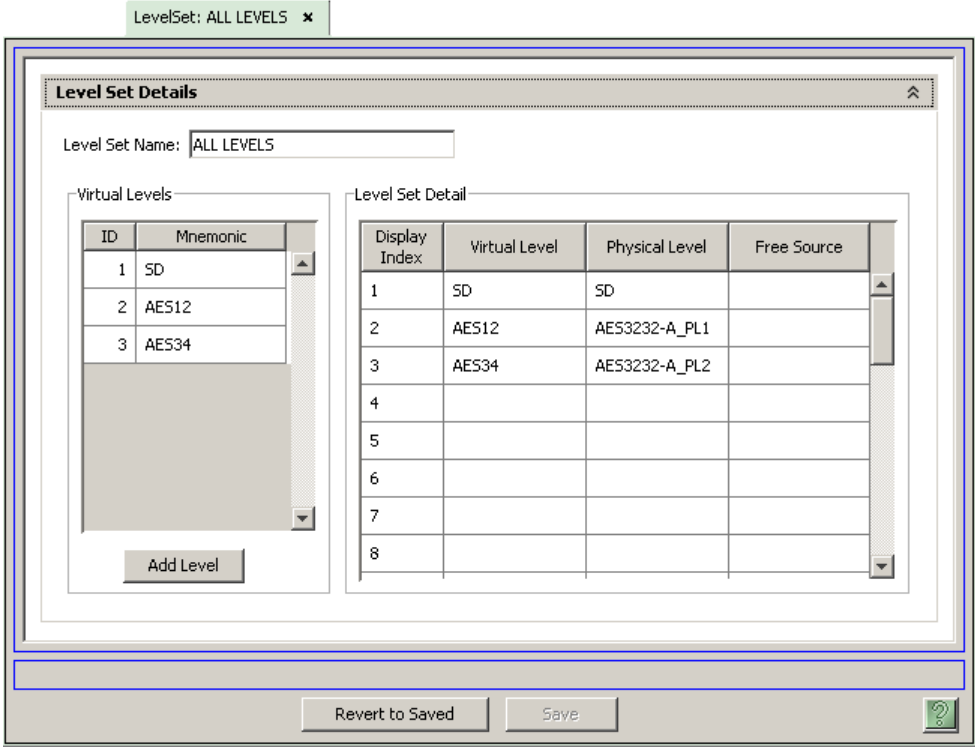 LevelSet: ALL LEVELS ×
Level Set Details
Level Set Name: ALL LEVELS
Virtual Levels
ID Mnemonic
1 SD
2 AES12
3 AES34
Add Level
Level Set Detail
Display Index Virtual Level Physical Level Free Source
1 SD SD
2 AES12 AES3232-A_PL1
3 AES34 AES3232-A_PL2
4
5
6
7
8
Revert to Saved Save ?